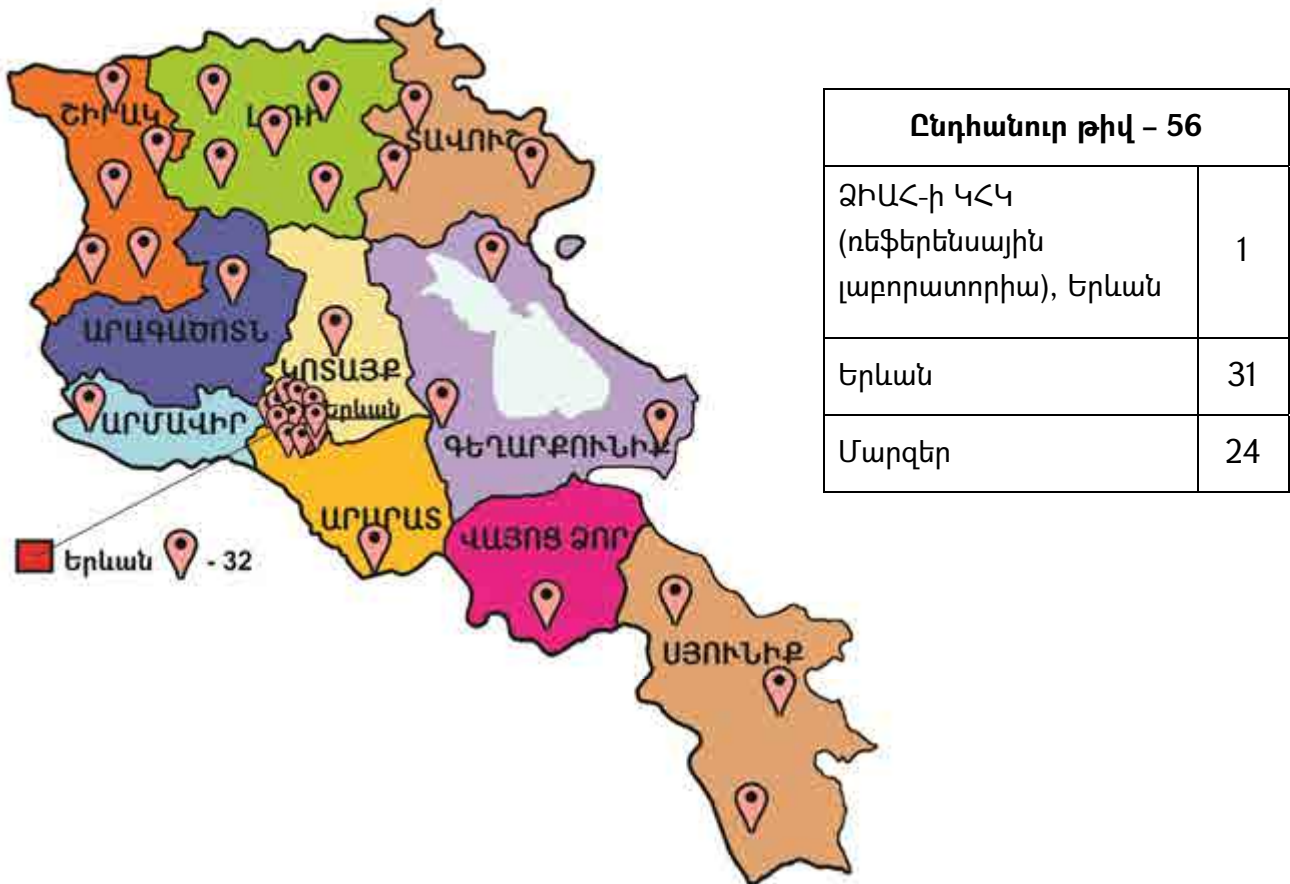 ՇԻՐԱԿ
ԼՈՌԻ
ՏԱՎՈՒՇ
ԱՐԱԳԱԾՈՏՆ
ԿՈՏԱՅՔ
Երևան
ԱՐՄԱՎԻՐ
ԳԵՂԱՐՔՈՒՆԻՔ
ԱՐԱՐԱՏ
ՎԱՅՈՑ ՁՈՐ
ՍՅՈՒՆԻՔ
Երևան - 32
Ընդհանուր թիվ – 56
ՁԻԱՀ-ի ԿՀԿ
(ռեֆերենսային
լաբորատորիա), Երևան
1
Երևան 31
Մարզեր 24